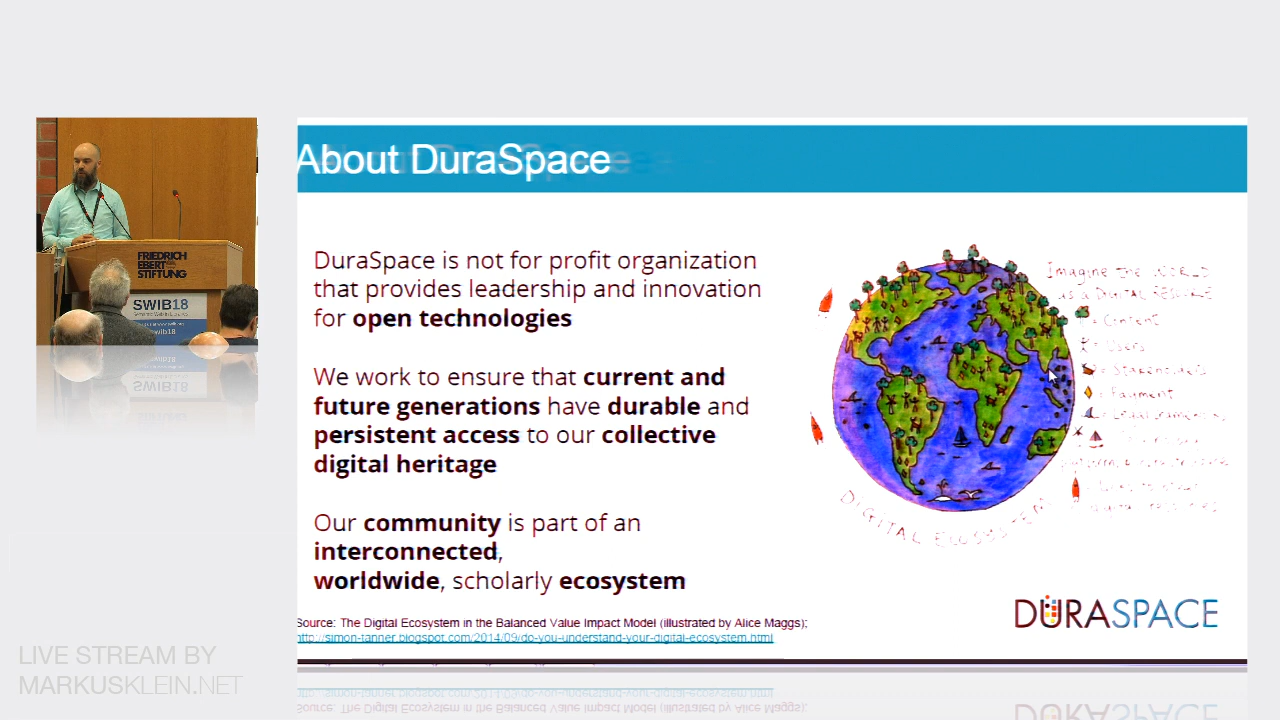 About DuraSpace
DuraSpace is not for profit organization
that provides leadership and innovation
for open technologies
We work to ensure that current and
future generations have durable and
persistent access to our collective
digital heritage
Our community is part of an
interconnected,
worldwide, scholarly ecosystem
Source: The Digital Ecosystem in the Balanced Value Impact Model (illustrated by Alice Maggs);
http://simon-tanner.blogspot.com/2014/09/do-you-understand-your-digital-ecosystem.html
Imagine the WORLD
as a DIGITAL RESOURCE
= Content
= Users
= Stakeholders
= Payment
DIGITAL ECOSYSTEM
DURASPACE
FRIEDRICH
EBERT
STIFTUNG
SWIB18
Semantic Web in Libraries
swib18
LIVE STREAM BY
MARKUSKLEIN.NET